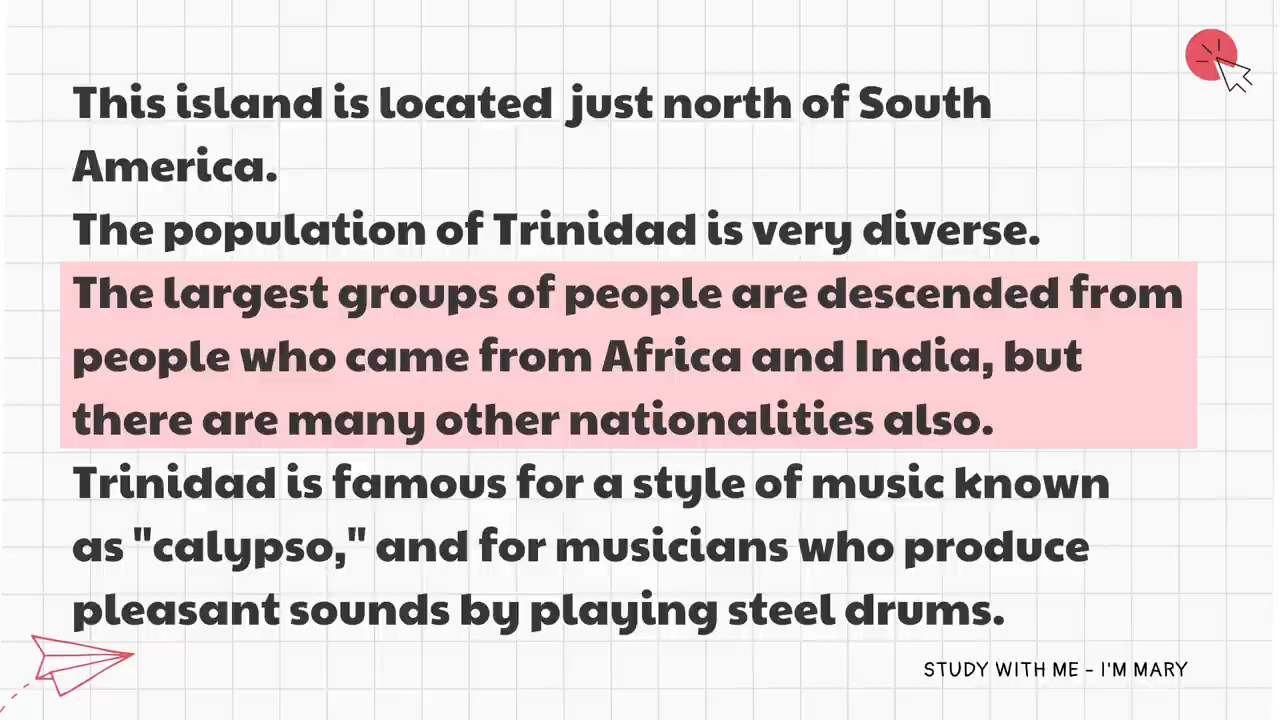 This island is located just north of South
America.
The population of Trinidad is very diverse.
The largest groups of people are descended from
people who came from Africa and India, but
there are many other nationalities also.
Trinidad is famous for a style of music known
as "calypso," and for musicians who produce
pleasant sounds by playing steel drums.
STUDY WITH ME - I'M MARY